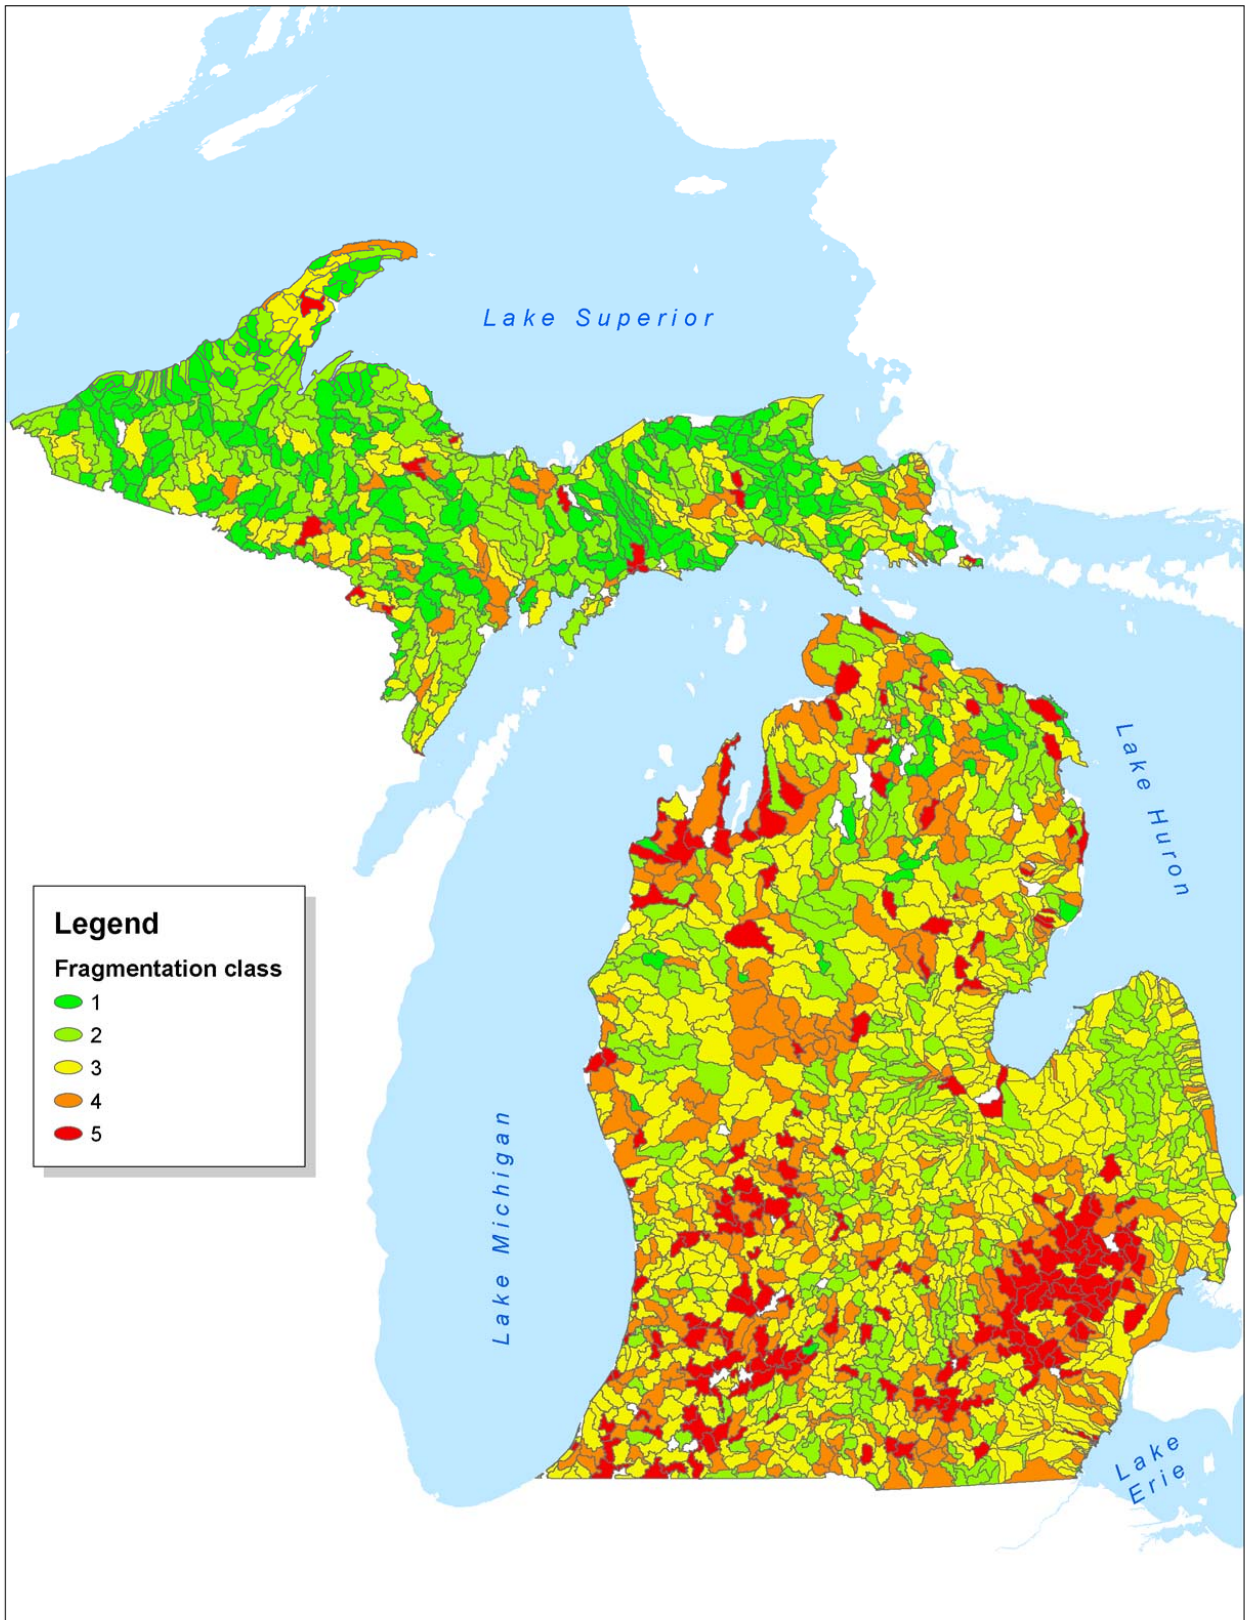 Lake Superior
Lake Huron
Legend
Fragmentation class
1
2
3
4
5
Lake Michigan
Lake
Erie